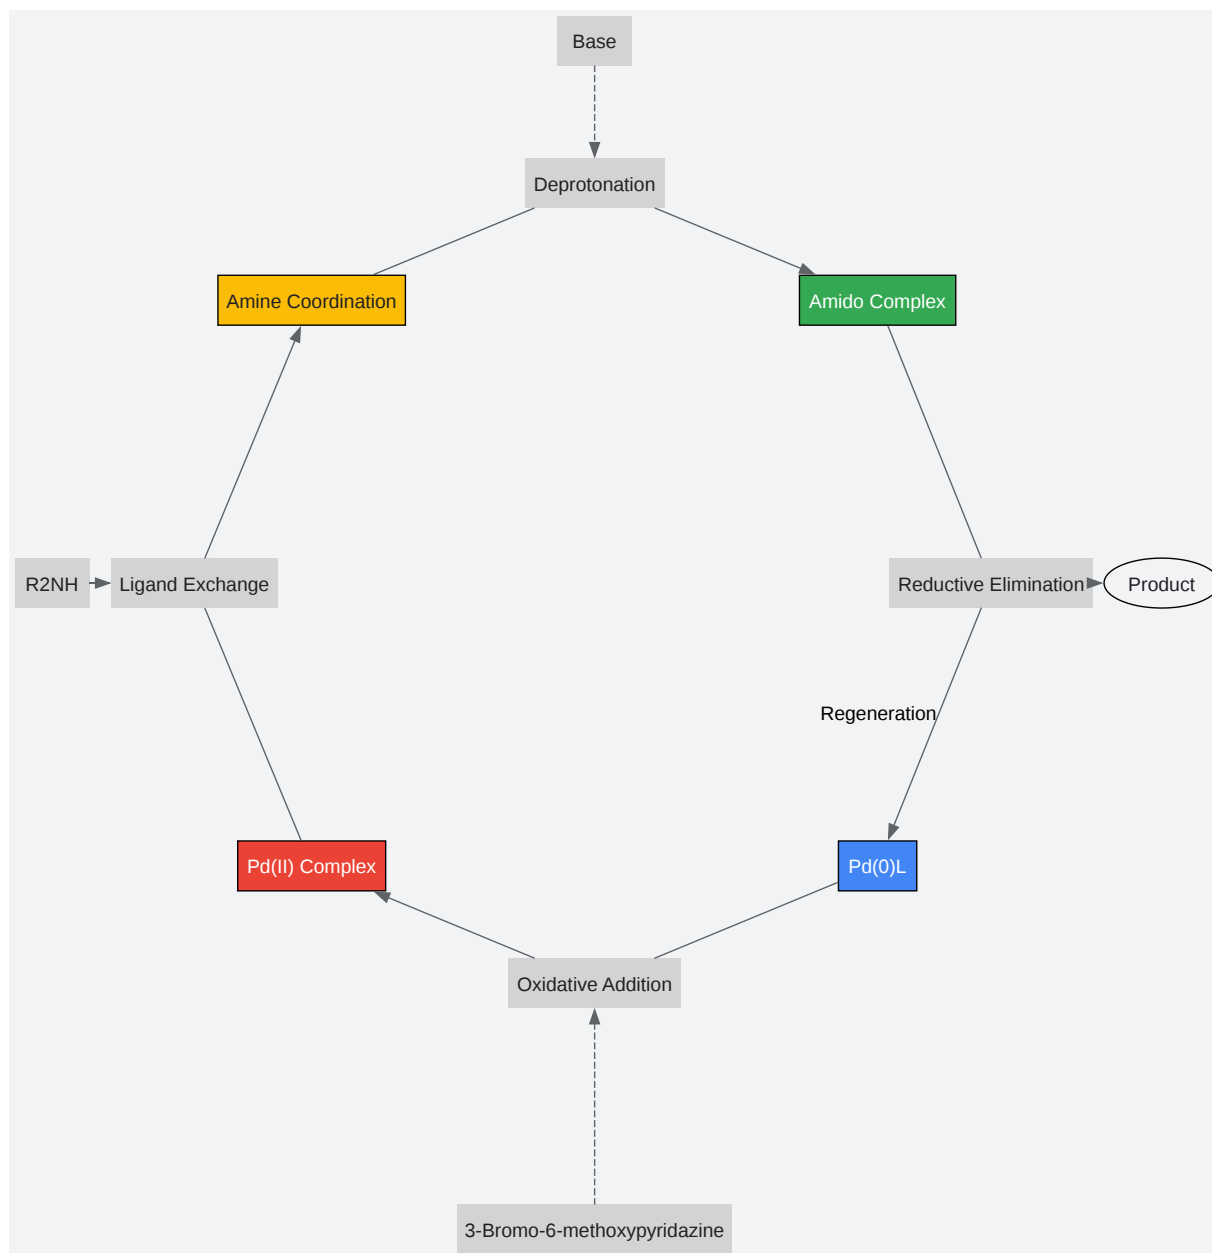 Base
Deprotonation
Amine Coordination
Amido Complex
R2NH
Ligand Exchange
Reductive Elimination
Product
Regeneration
Pd(II) Complex
Pd(0)L
Oxidative Addition
3-Bromo-6-methoxypyridazine